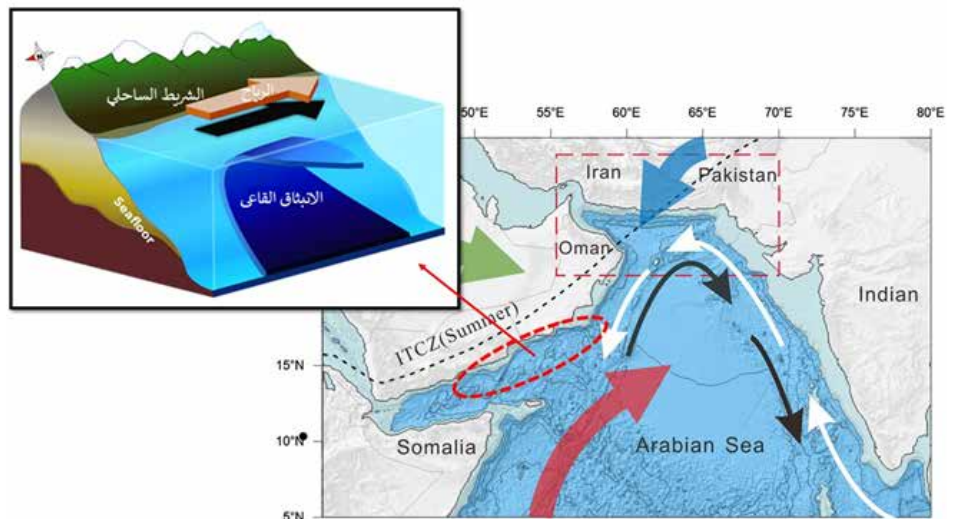 N
الشريط الساحلي
الرياح
الانبثاق القاعى
Seafloor
50°E 55°E 60°E 65°E 70°E 75°E 80°E
Iran
Pakistan
Oman
Indian
ITCZ(Summer)
15°N
10°N
Somalia
Arabian Sea
5°N